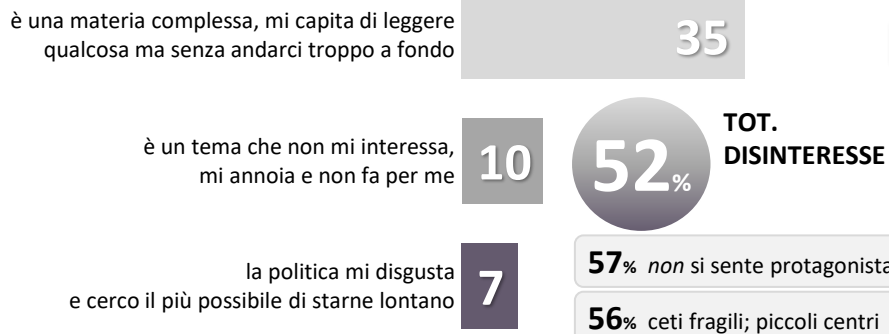 è una materia complessa, mi capita di leggere
qualcosa ma senza andarci troppo a fondo
35
è un tema che non mi interessa,
mi annoia e non fa per me
10
52%
TOT.
DISINTERESSE
la politica mi disgusta
e cerco il più possibile di starne lontano
7
57% non si sente protagonista
56% ceti fragili; piccoli centri